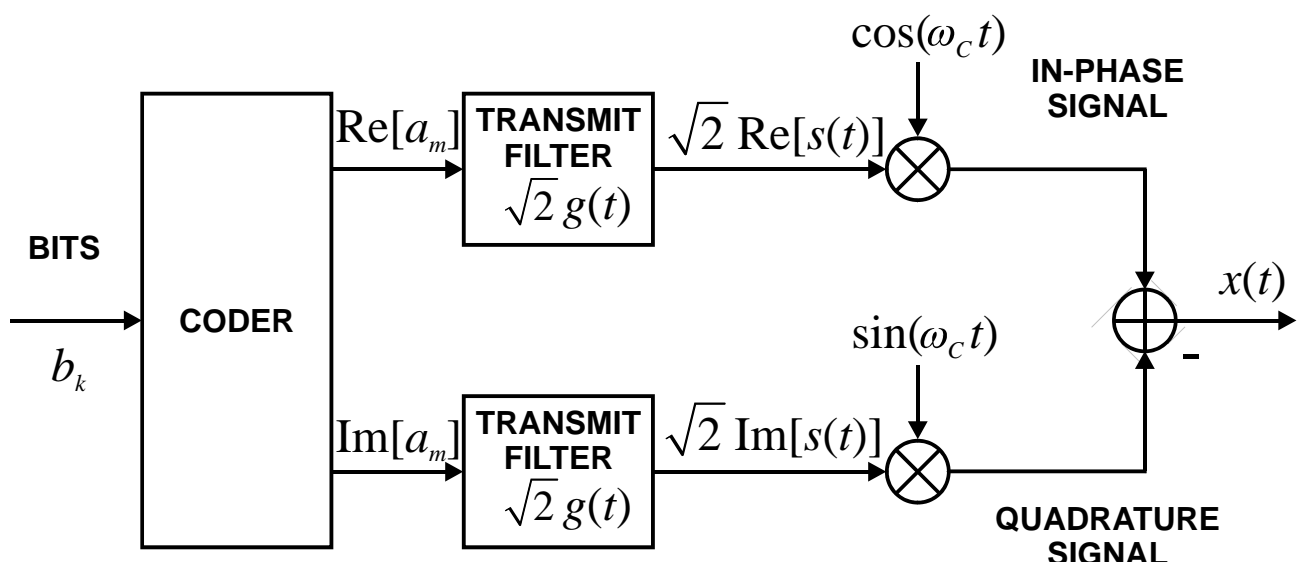 cos(ω_C t)
IN-PHASE
SIGNAL
Re[a_m]
TRANSMIT
FILTER
√2 g(t)
√2 Re[s(t)]
BITS
b_k
CODER
x(t)
-
sin(ω_C t)
Im[a_m]
TRANSMIT
FILTER
√2 g(t)
√2 Im[s(t)]
QUADRATURE
SIGNAL